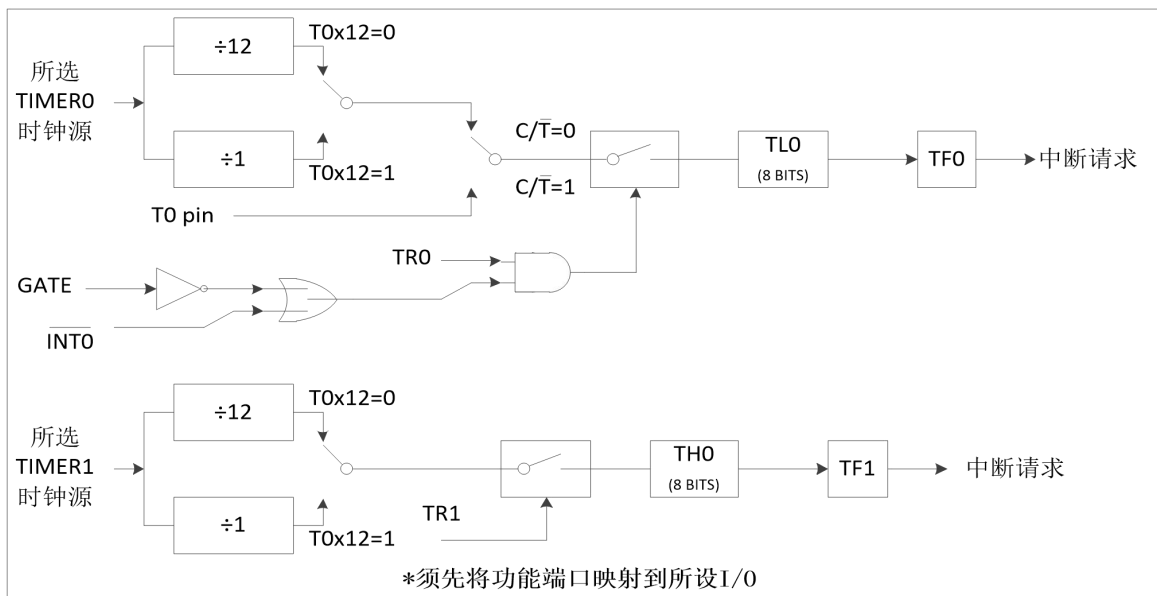 ÷12
T0x12=0
所选
TIMER0
时钟源
÷1
T0x12=1
T0 pin
C/T̅=0
C/T̅=1
TL0
(8 BITS)
TF0
中断请求
TR0
GATE
I̅N̅T̅0̅
÷12
T0x12=0
所选
TIMER1
时钟源
÷1
T0x12=1
TR1
TH0
(8 BITS)
TF1
中断请求
*须先将功能端口映射到所设I/O